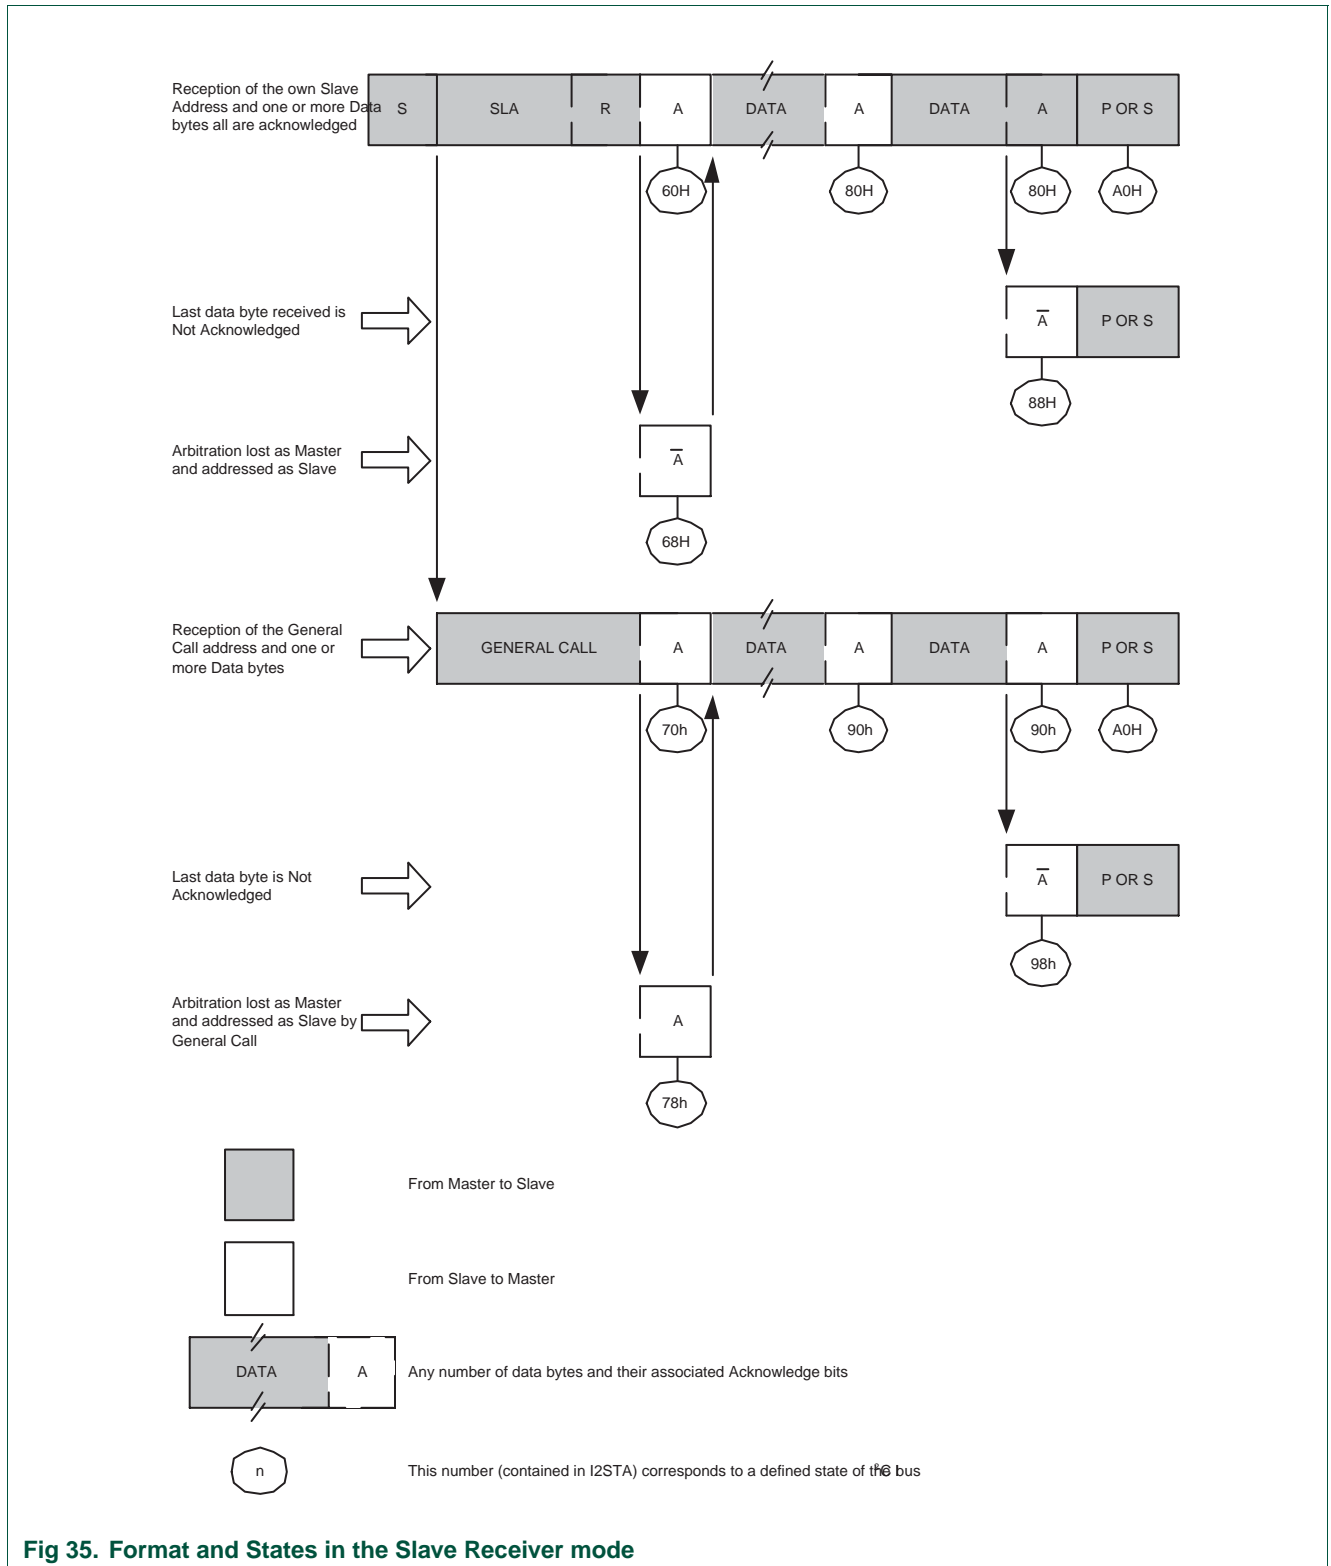 Reception of the own Slave
Address and one or more Data
bytes all are acknowledged
S SLA R A DATA A DATA A P OR S
60H 80H 80H A0H
Last data byte received is
Not Acknowledged
A̅ P OR S
88H
Arbitration lost as Master
and addressed as Slave
A̅
68H
Reception of the General
Call address and one or
more Data bytes
GENERAL CALL A DATA A DATA A P OR S
70h 90h 90h A0H
Last data byte is Not
Acknowledged
A̅ P OR S
98h
Arbitration lost as Master
and addressed as Slave by
General Call
A
78h
From Master to Slave
From Slave to Master
DATA A Any number of data bytes and their associated Acknowledge bits
n This number (contained in I2STA) corresponds to a defined state of the I²C bus
Fig 35. Format and States in the Slave Receiver mode